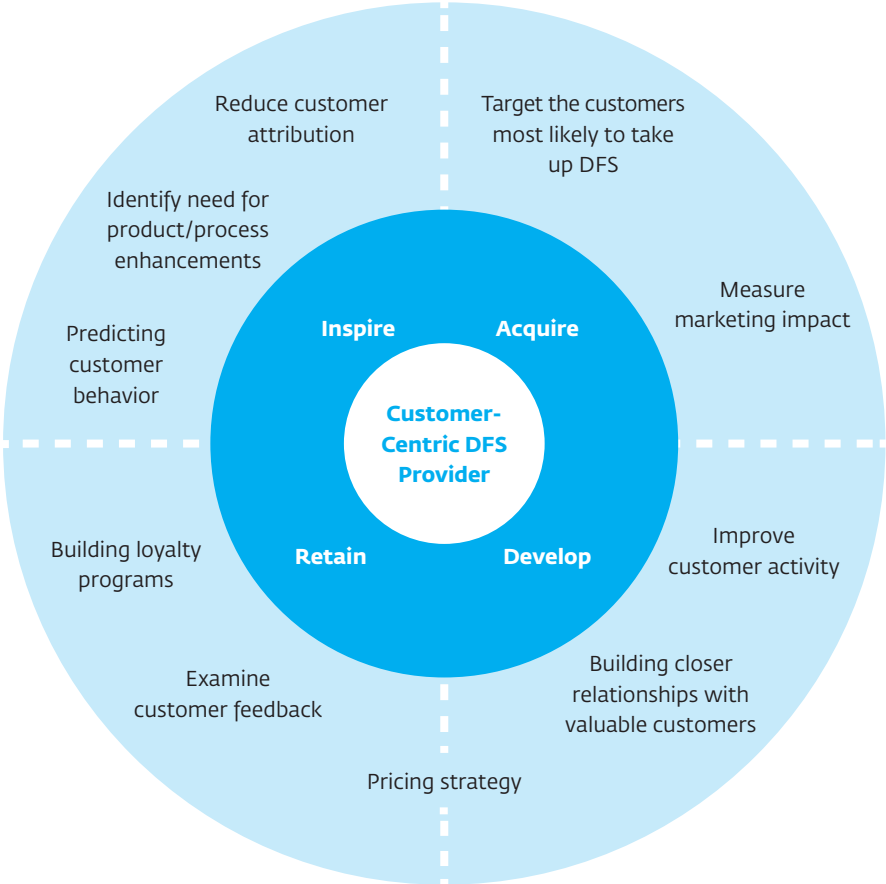 Reduce customer
attribution
Target the customers
most likely to take
up DFS
Identify need for
product/process
enhancements
Measure
marketing impact
Predicting
customer
behavior
Inspire
Acquire
Customer-
Centric DFS
Provider
Retain
Develop
Building loyalty
programs
Improve
customer activity
Examine
customer feedback
Building closer
relationships with
valuable customers
Pricing strategy